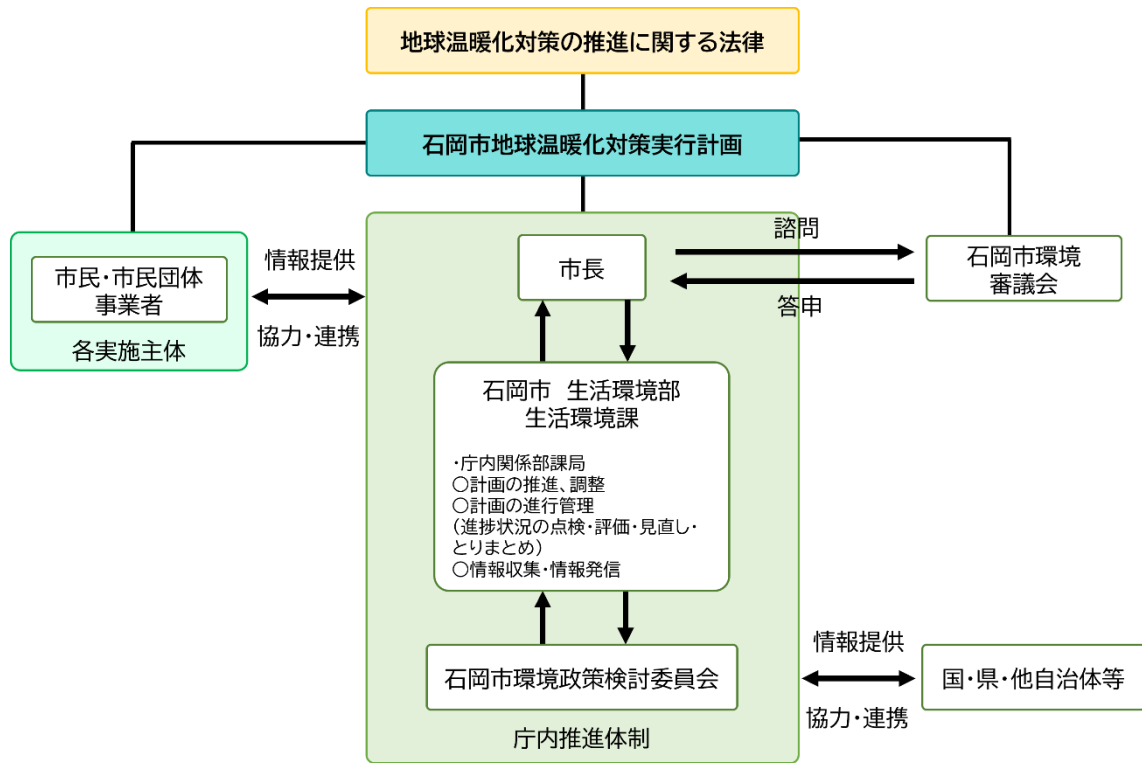 地球温暖化対策の推進に関する法律
石岡市地球温暖化対策実行計画
市民・市民団体
事業者
各実施主体
情報提供
協力・連携
市長
諮問
答申
石岡市環境
審議会
石岡市　生活環境部
生活環境課
・庁内関係部課局
〇計画の推進、調整
〇計画の進行管理
（進捗状況の点検・評価・見直し・
とりまとめ）
〇情報収集・情報発信
石岡市環境政策検討委員会
庁内推進体制
情報提供
協力・連携
国・県・他自治体等